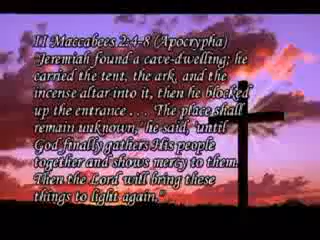 II Maccabees 2:4-8 (Apocrypha)
"Jeremiah found a cave-dwelling; he
carried the tent, the ark, and the
incense altar into it, then he blocked
up the entrance . . . 'The place shall
remain unknown,' he said, 'until
God finally gathers His people
together and shows mercy to them.
Then the Lord will bring these
things to light again.'"